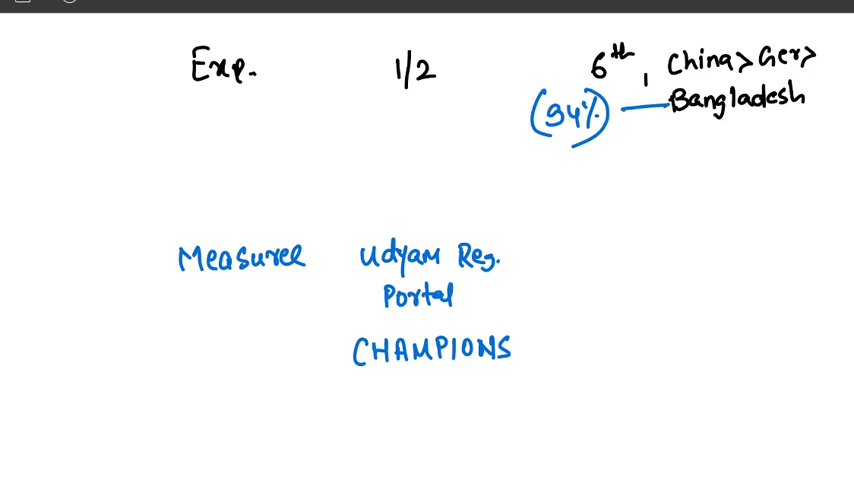 Exp. 1/2 6th, China > Ger >
(94%) — Bangladesh
Measures Udyam Reg.
Portal
CHAMPIONS